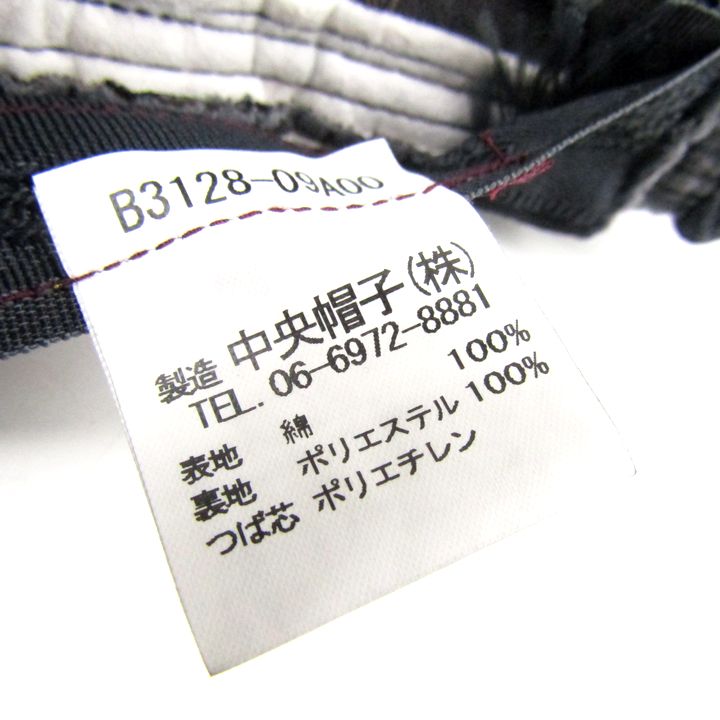 B3128-09A00
製造 中央帽子(株)
TEL. 06-6972-8881
表地 綿 100%
裏地 ポリエステル 100%
つば芯 ポリエチレン